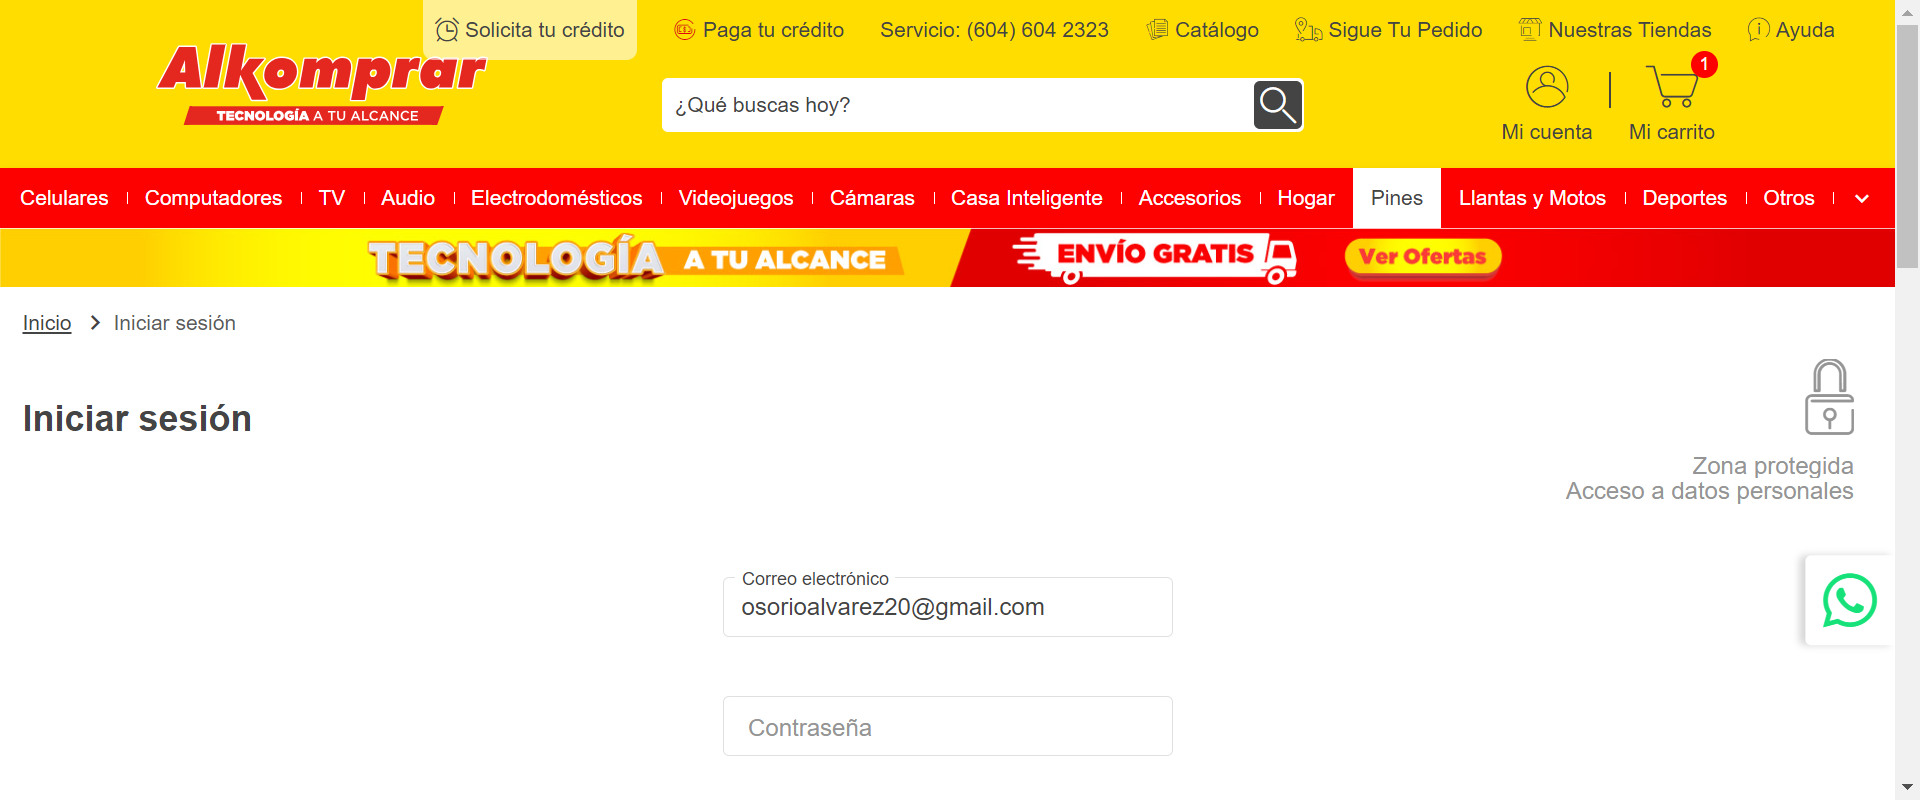 Solicita tu crédito
Paga tu crédito
Servicio: (604) 604 2323
Catálogo
Sigue Tu Pedido
Nuestras Tiendas
Ayuda
Alkomprar
TECNOLOGÍA A TU ALCANCE
¿Qué buscas hoy?
1
Mi cuenta
Mi carrito
Celulares
Computadores
TV
Audio
Electrodomésticos
Videojuegos
Cámaras
Casa Inteligente
Accesorios
Hogar
Pines
Llantas y Motos
Deportes
Otros
TECNOLOGÍA A TU ALCANCE
ENVÍO GRATIS
Ver Ofertas
Inicio
Iniciar sesión
Iniciar sesión
Zona protegida
Acceso a datos personales
Correo electrónico
osorioalvarez20@gmail.com
Contraseña